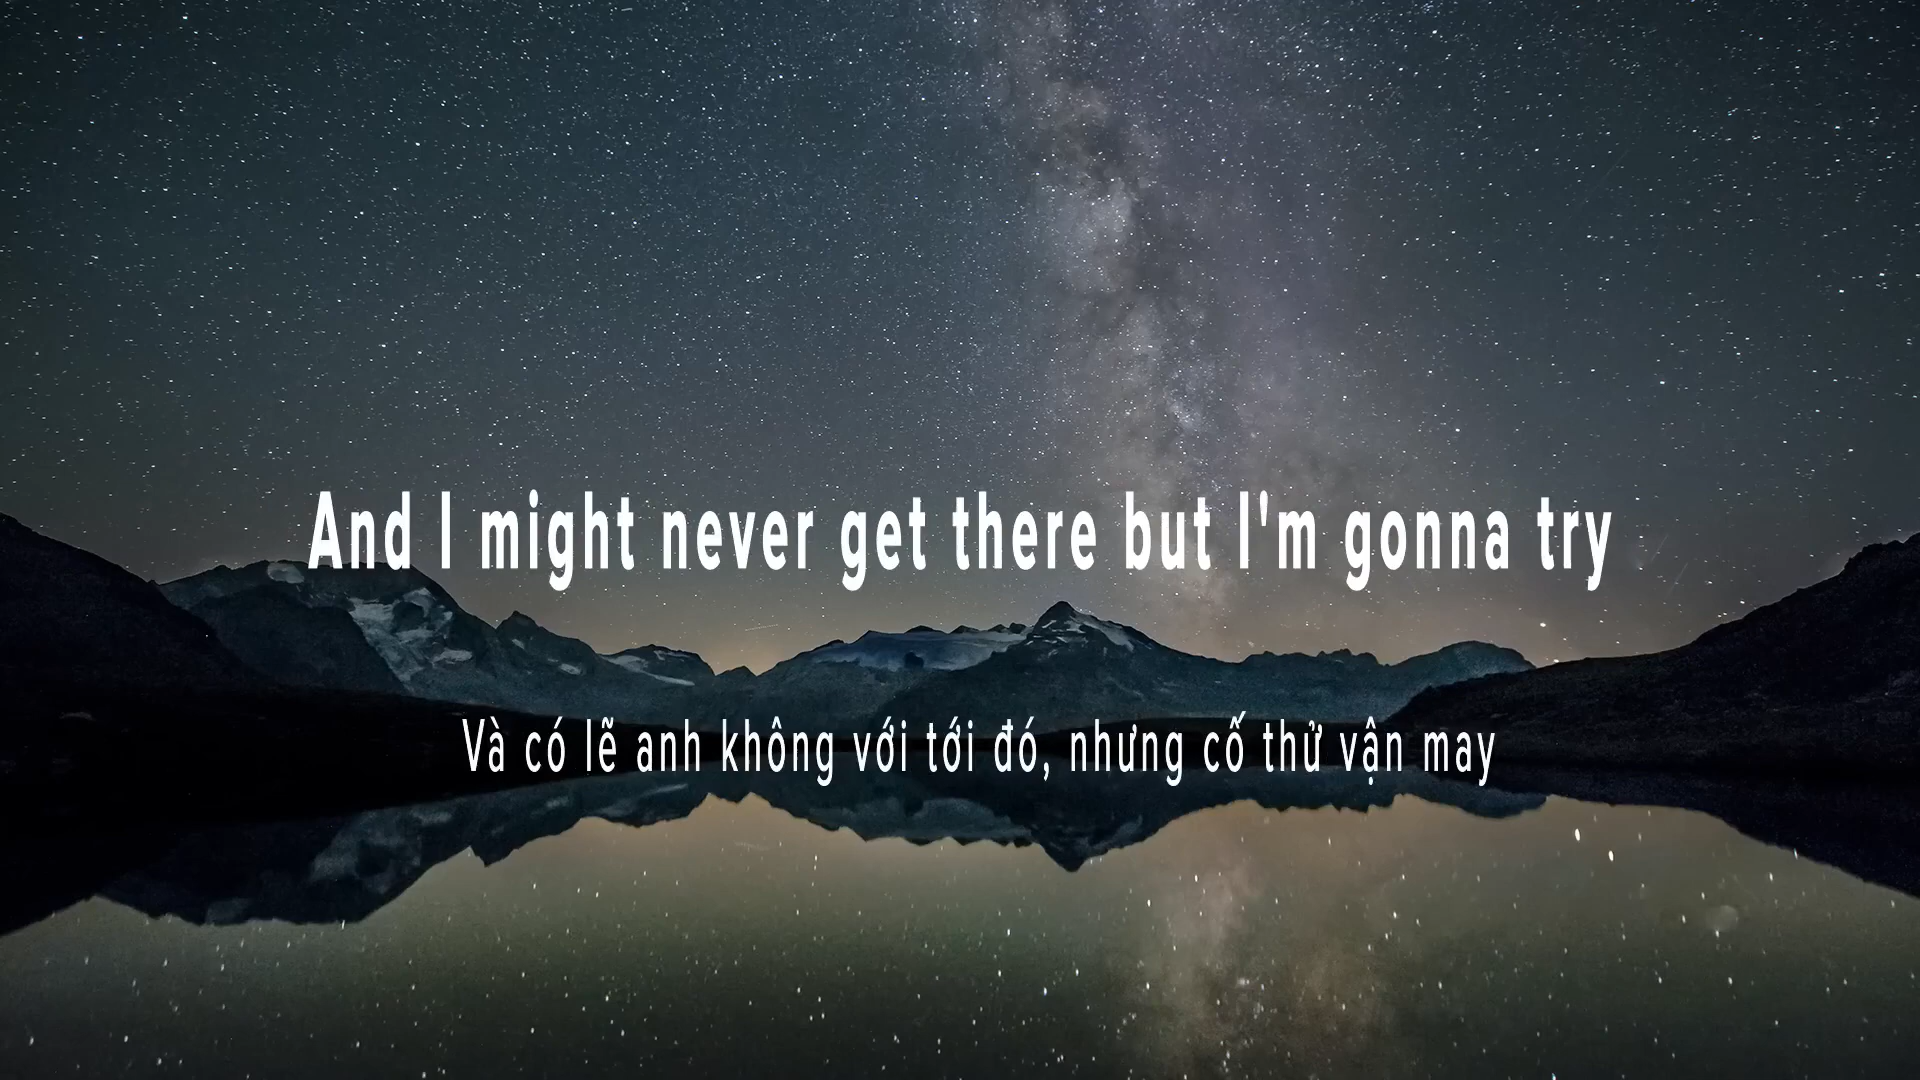 And I might never get there but I'm gonna try
Và có lẽ anh không với tới đó, nhưng cố thử vận may